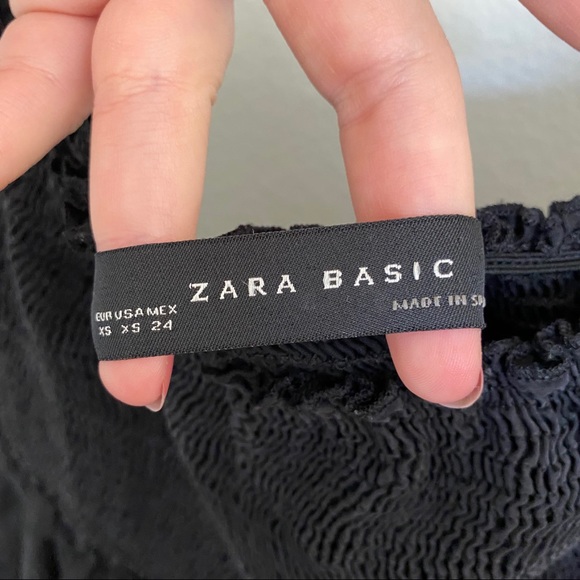 ZARA BASIC
MADE IN
EUR USA MEX
XS XS 24